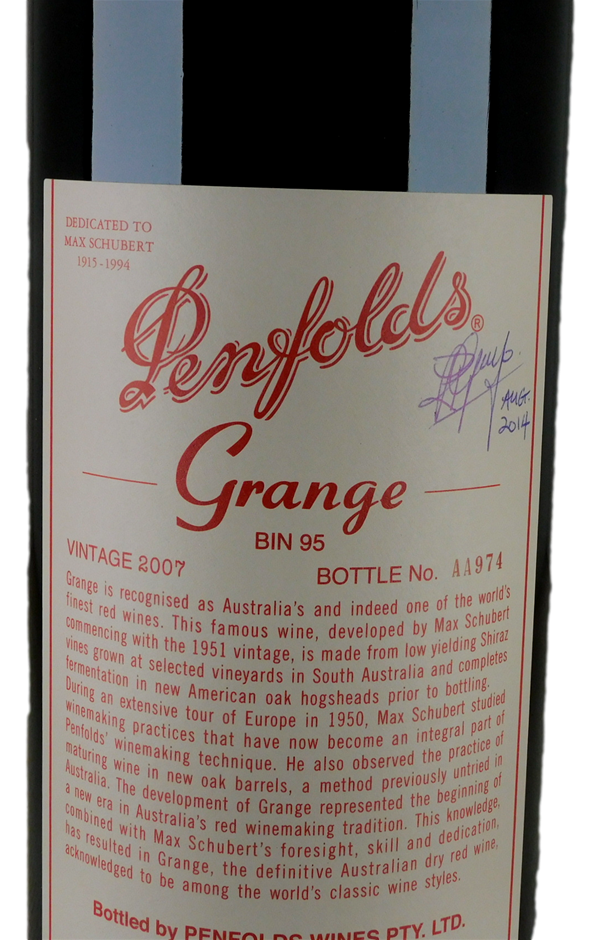 DEDICATED TO
MAX SCHUBERT
1915-1994
Penfolds®
AUG.
2014
Grange
BIN 95
VINTAGE 2007
BOTTLE No. AA974
Grange is recognised as Australia's and indeed one of the world's
finest red wines. This famous wine, developed by Max Schubert
commencing with the 1951 vintage, is made from low yielding Shiraz
vines grown at selected vineyards in South Australia and completes
fermentation in new American oak hogsheads prior to bottling.
During an extensive tour of Europe in 1950, Max Schubert studied
winemaking practices that have now become an integral part of
Penfolds' winemaking technique. He also observed the practice of
maturing wine in new oak barrels, a method previously untried in
Australia. The development of Grange represented the beginning of
a new era in Australia's red winemaking tradition. This knowledge,
combined with Max Schubert's foresight, skill and dedication,
has resulted in Grange, the definitive Australian dry red wine,
acknowledged to be among the world's classic wine styles.
Bottled by PENFOLDS WINES PTY. LTD.